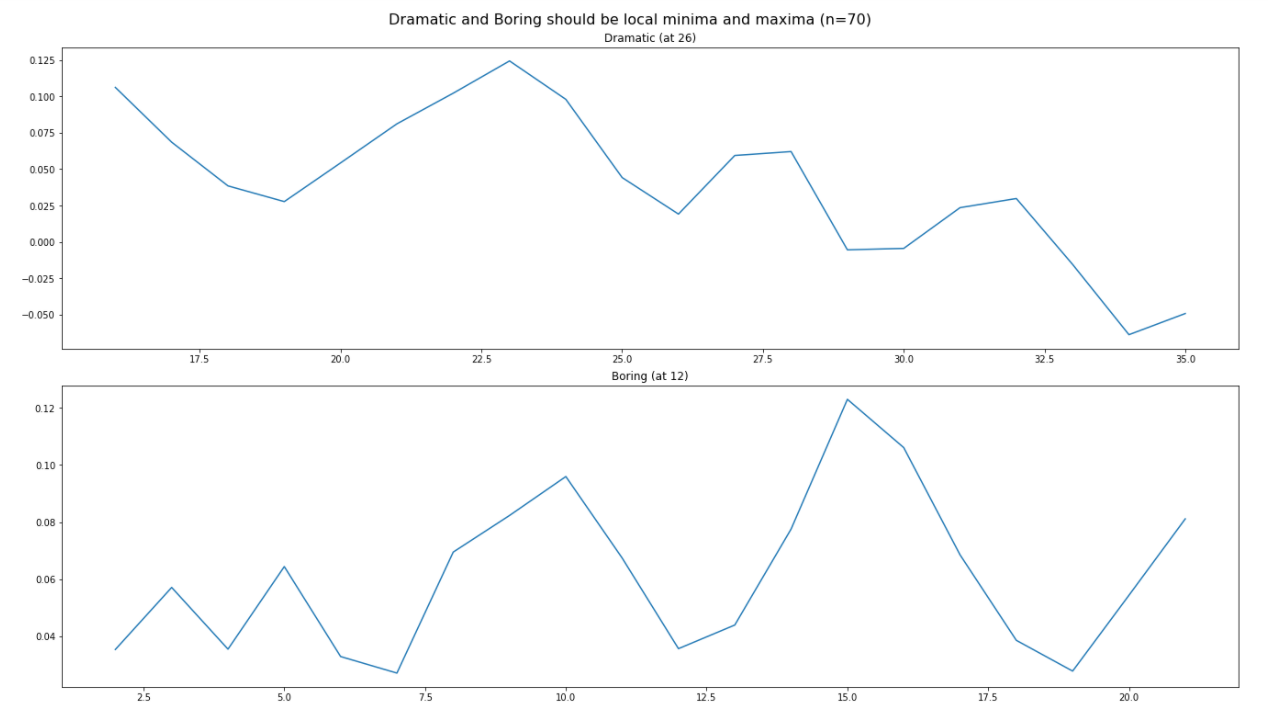 Dramatic and Boring should be local minima and maxima (n=70)
Dramatic (at 26)
0.125
0.100
0.075
0.050
0.025
0.000
−0.025
−0.050
17.5 20.0 22.5 25.0 27.5 30.0 32.5 35.0
Boring (at 12)
0.12
0.10
0.08
0.06
0.04
2.5 5.0 7.5 10.0 12.5 15.0 17.5 20.0